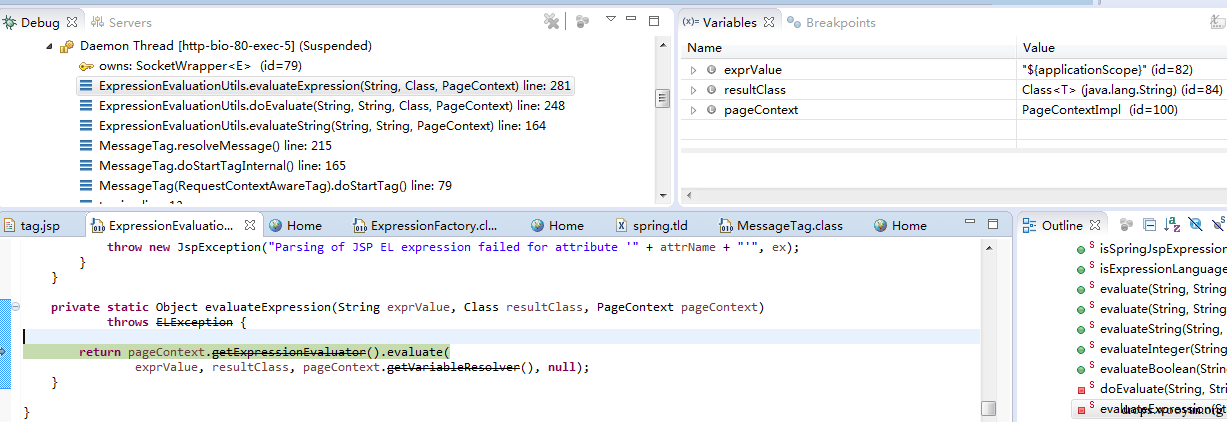 Debug Servers
Daemon Thread [http-bio-80-exec-5] (Suspended)
owns: SocketWrapper<E> (id=79)
ExpressionEvaluationUtils.evaluateExpression(String, Class, PageContext) line: 281
ExpressionEvaluationUtils.doEvaluate(String, String, Class, PageContext) line: 248
ExpressionEvaluationUtils.evaluateString(String, String, PageContext) line: 164
MessageTag.resolveMessage() line: 215
MessageTag.doStartTagInternal() line: 165
MessageTag(RequestContextAwareTag).doStartTag() line: 79
(x)= Variables Breakpoints
Name Value
exprValue "${applicationScope}" (id=82)
resultClass Class<T> (java.lang.String) (id=84)
pageContext PageContextImpl (id=100)
tag.jsp ExpressionEvaluatio... Home ExpressionFactory.cl... Home spring.tld MessageTag.class Home
throw new JspException("Parsing of JSP EL expression failed for attribute '" + attrName + "'", ex);
}
}
private static Object evaluateExpression(String exprValue, Class resultClass, PageContext pageContext)
throws ELException {
return pageContext.getExpressionEvaluator().evaluate(
exprValue, resultClass, pageContext.getVariableResolver(), null);
}
}
Outline
isSpringJspExpression
isExpressionLanguage
evaluate(String, String
evaluate(String, String
evaluateString(String,
evaluateInteger(String
evaluateBoolean(String
doEvaluate(String, Stri
evaluateExpression(St